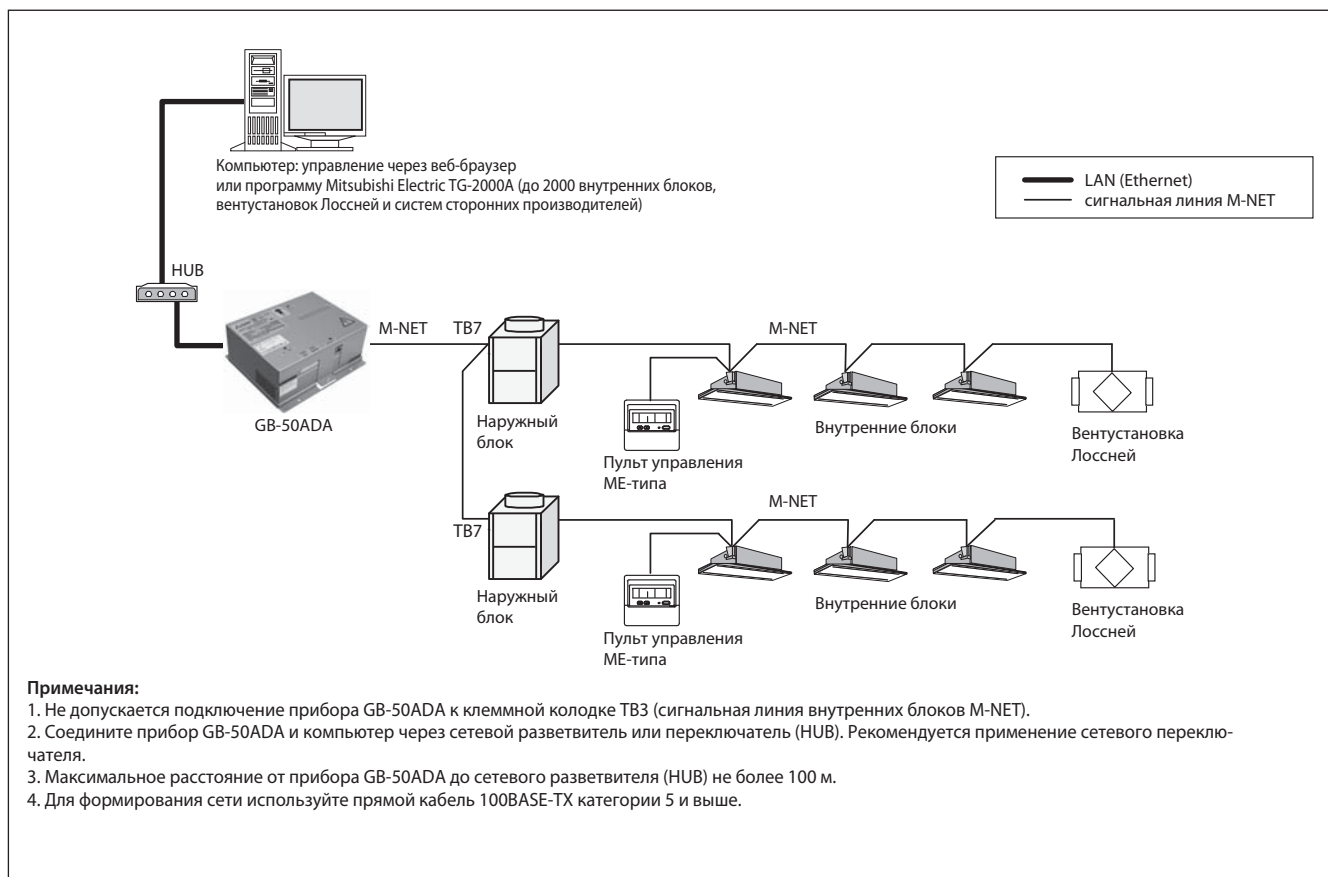 Компьютер: управление через веб-браузер
или программу Mitsubishi Electric TG-2000A (до 2000 внутренних блоков,
вентустановок Лоссней и систем сторонних производителей)
LAN (Ethernet)
сигнальная линия M-NET
HUB
M-NET
TB7
M-NET
GB-50ADA
Наружный
блок
Пульт управления
ME-типа
Внутренние блоки
Вентустановка
Лоссней
TB7
M-NET
Наружный
блок
Пульт управления
ME-типа
Внутренние блоки
Вентустановка
Лоссней
Примечания:
1. Не допускается подключение прибора GB-50ADA к клеммной колодке TB3 (сигнальная линия внутренних блоков M-NET).
2. Соедините прибор GB-50ADA и компьютер через сетевой разветвитель или переключатель (HUB). Рекомендуется применение сетевого переклю-
чателя.
3. Максимальное расстояние от прибора GB-50ADA до сетевого разветвителя (HUB) не более 100 м.
4. Для формирования сети используйте прямой кабель 100BASE-TX категории 5 и выше.